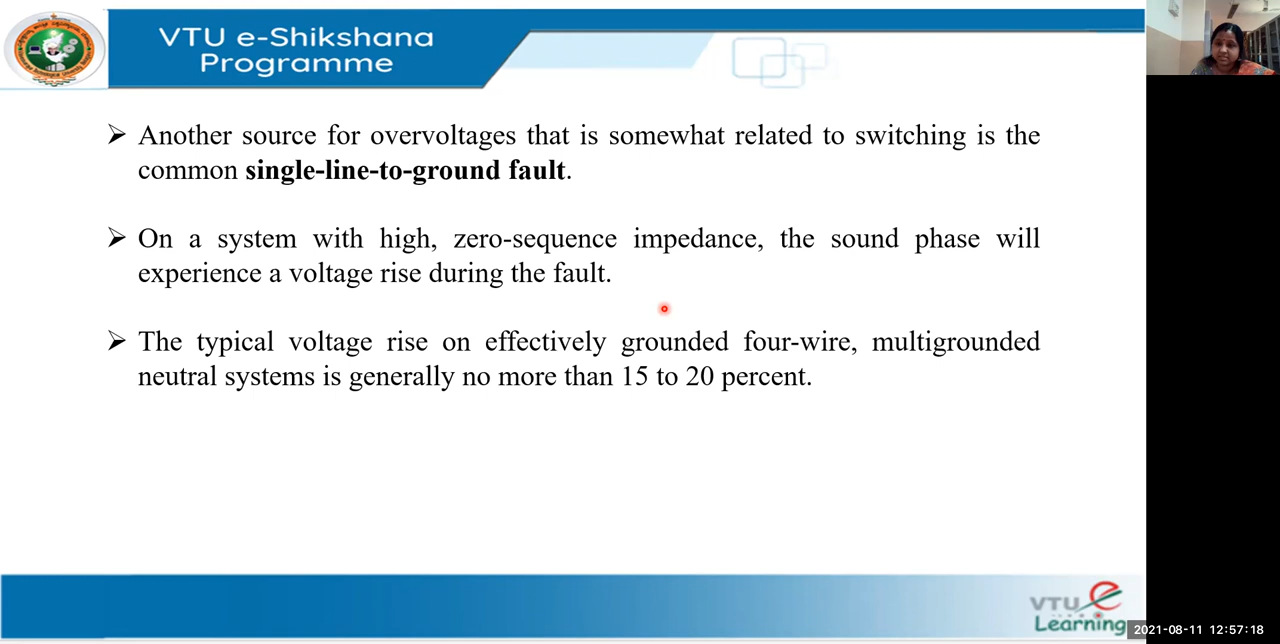 VTU e-Shikshana
Programme
➢ Another source for overvoltages that is somewhat related to switching is the
common single-line-to-ground fault.
➢ On a system with high, zero-sequence impedance, the sound phase will
experience a voltage rise during the fault.
➢ The typical voltage rise on effectively grounded four-wire, multigrounded
neutral systems is generally no more than 15 to 20 percent.
VTU e
Learning
2021-08-11 12:57:18